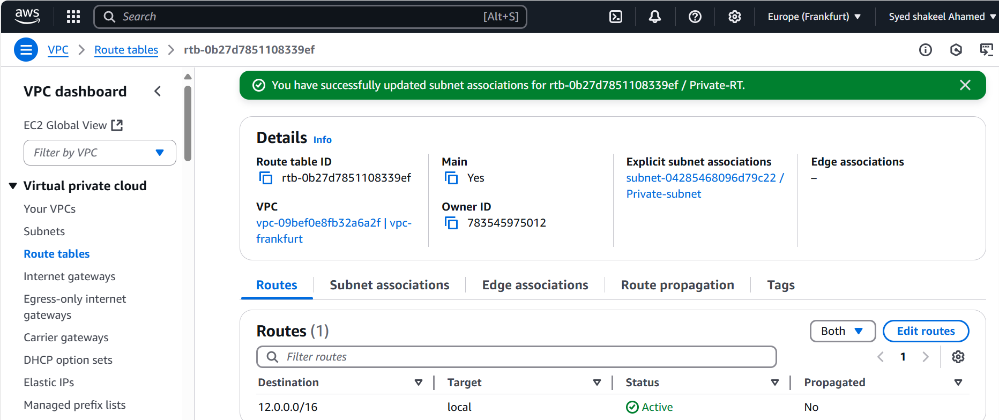 aws
Search [Alt+S]
Europe (Frankfurt)
Syed shakeel Ahamed
VPC
Route tables
rtb-0b27d7851108339ef
VPC dashboard
EC2 Global View
Filter by VPC
Virtual private cloud
Your VPCs
Subnets
Route tables
Internet gateways
Egress-only internet
gateways
Carrier gateways
DHCP option sets
Elastic IPs
Managed prefix lists
You have successfully updated subnet associations for rtb-0b27d7851108339ef / Private-RT.
Details Info
Route table ID
rtb-0b27d7851108339ef
VPC
vpc-09bef0e8fb32a6a2f | vpc-
frankfurt
Main
Yes
Owner ID
783545975012
Explicit subnet associations
subnet-04285468096d79c22 /
Private-subnet
Edge associations
–
Routes
Subnet associations
Edge associations
Route propagation
Tags
Routes (1)
Both
Edit routes
Filter routes
1
Destination Target Status Propagated
12.0.0.0/16 local Active No